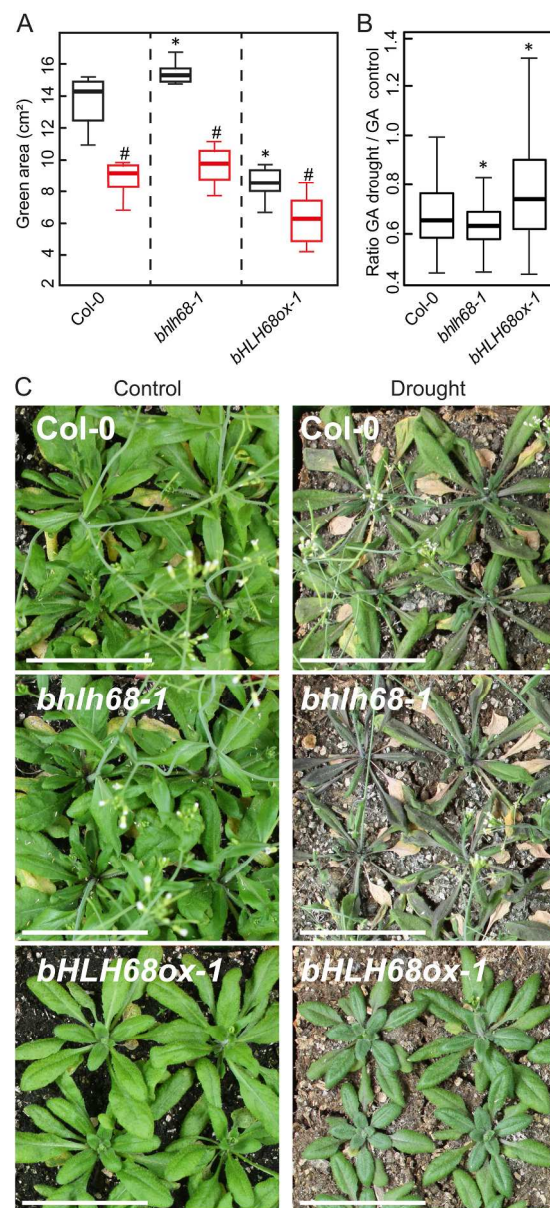 A
Green area (cm²)
16
14
12
10
8
6
4
2
*
#
#
*
#
Col-0
bhlh68-1
bHLH68ox-1
B
Ratio GA drought / GA control
1.4
1.2
1.0
0.8
0.6
0.4
*
*
Col-0
bhlh68-1
bHLH68ox-1
C
Control
Drought
Col-0
Col-0
bhlh68-1
bhlh68-1
bHLH68ox-1
bHLH68ox-1